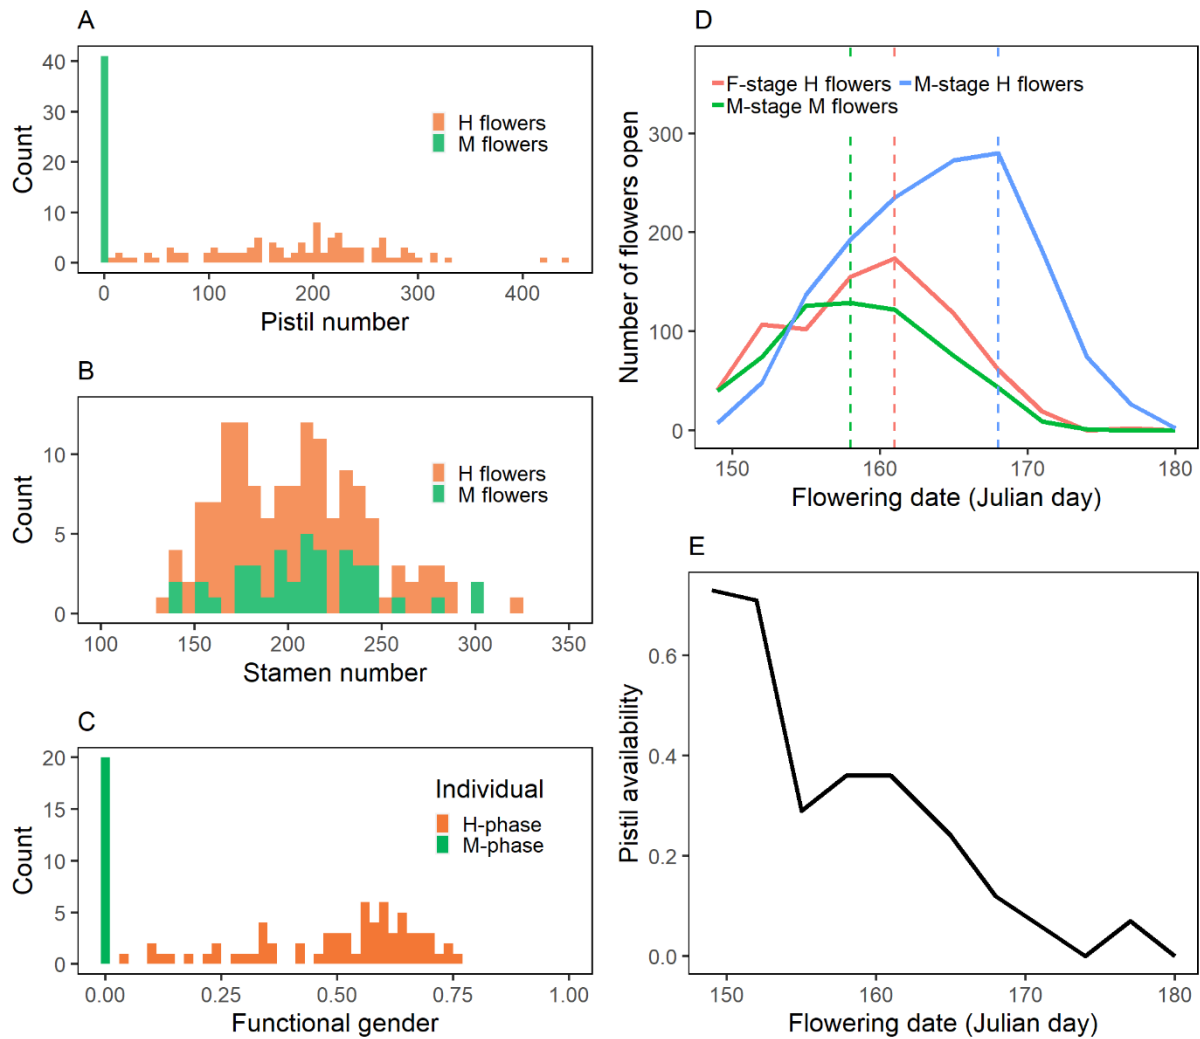 A
Count
40
30
20
10
0
H flowers
M flowers
0 100 200 300 400
Pistil number
B
Count
10
5
0
H flowers
M flowers
100 150 200 250 300 350
Stamen number
C
Count
20
15
10
5
0
Individual
H-phase
M-phase
0.00 0.25 0.50 0.75 1.00
Functional gender
D
Number of flowers open
300
200
100
0
F-stage H flowers M-stage H flowers
M-stage M flowers
150 160 170 180
Flowering date (Julian day)
E
Pistil availability
0.6
0.4
0.2
0.0
150 160 170 180
Flowering date (Julian day)